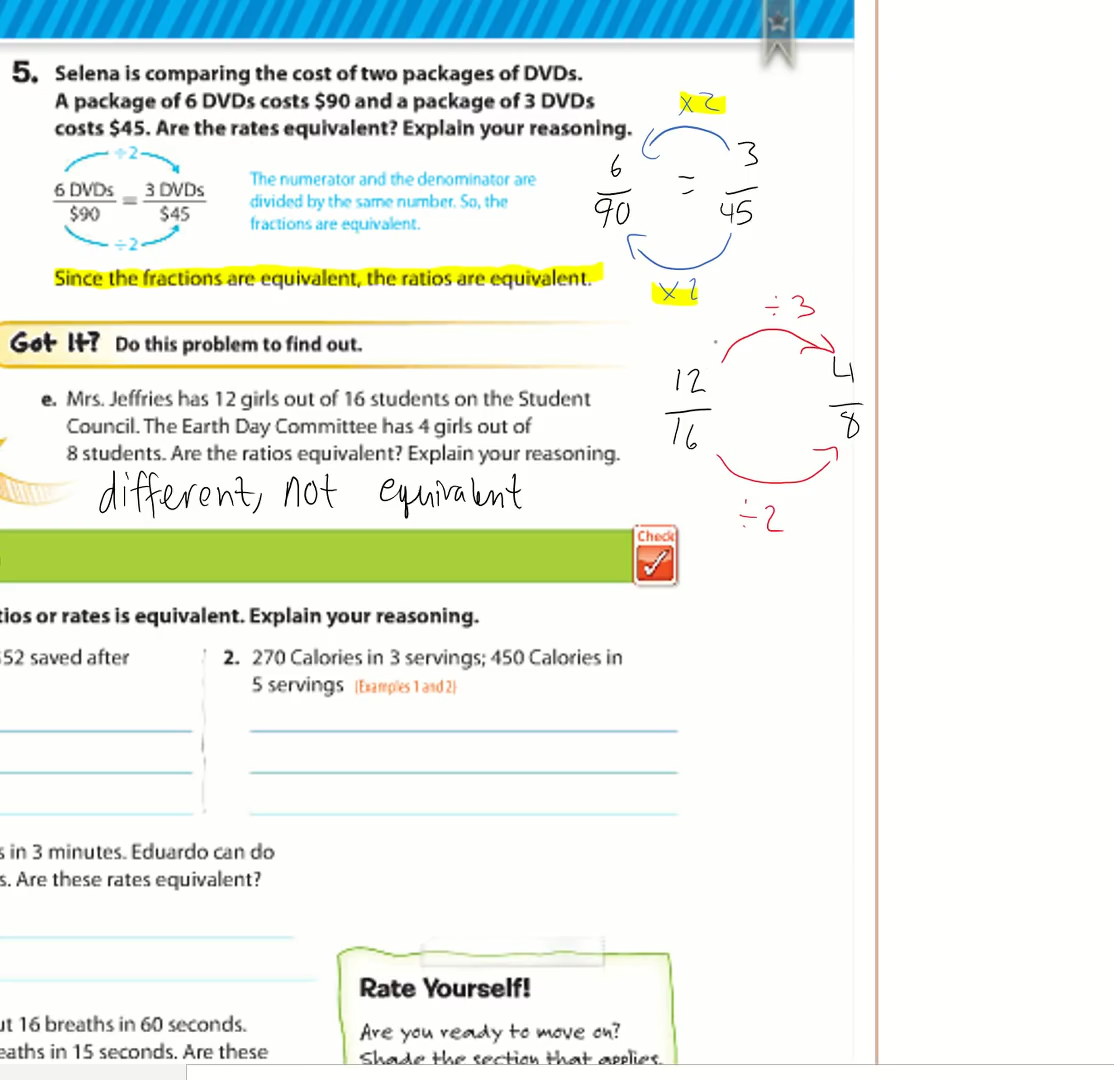 5. Selena is comparing the cost of two packages of DVDs.
A package of 6 DVDs costs $90 and a package of 3 DVDs
costs $45. Are the rates equivalent? Explain your reasoning.
÷2
6 DVDs = 3 DVDs
$90 $45
÷2
The numerator and the denominator are
divided by the same number. So, the
fractions are equivalent.
Since the fractions are equivalent, the ratios are equivalent.
x2
6 = 3
90 45
x2
Got It? Do this problem to find out.
e. Mrs. Jeffries has 12 girls out of 16 students on the Student
Council. The Earth Day Committee has 4 girls out of
8 students. Are the ratios equivalent? Explain your reasoning.
different, not equivalent
÷3
12 4
16 8
÷2
Check
tios or rates is equivalent. Explain your reasoning.
52 saved after
2. 270 Calories in 3 servings; 450 Calories in
5 servings (Examples 1 and 2)
s in 3 minutes. Eduardo can do
s. Are these rates equivalent?
ut 16 breaths in 60 seconds.
eaths in 15 seconds. Are these
Rate Yourself!
Are you ready to move on?
Shade the section that applies.